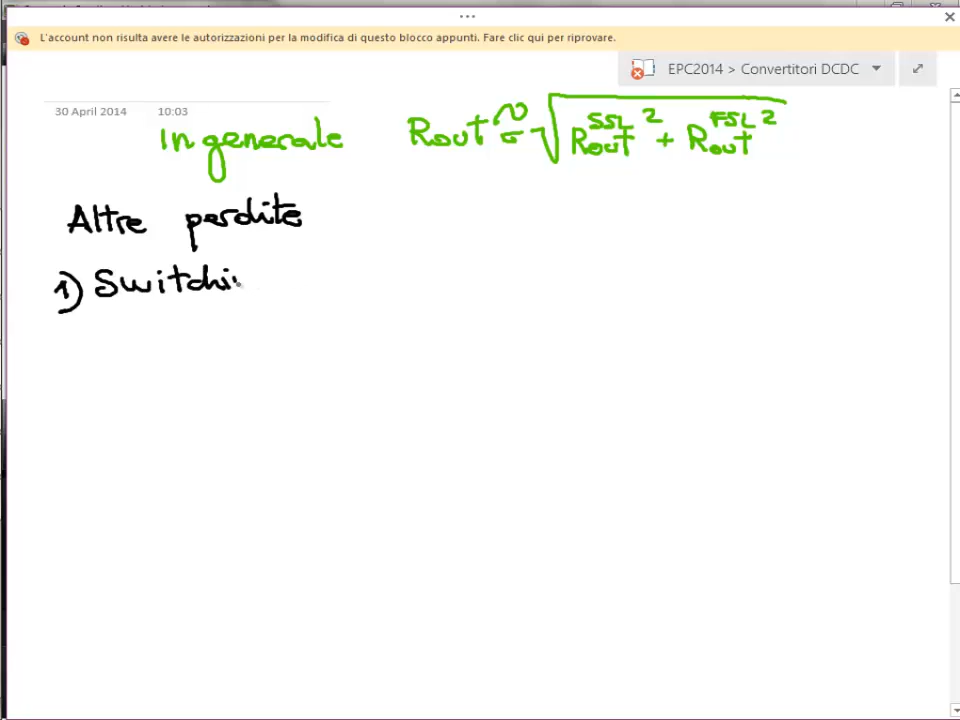 L'account non risulta avere le autorizzazioni per la modifica di questo blocco appunti. Fare clic qui per riprovare.
EPC2014 > Convertitori DCDC
30 April 2014 10:03
In generale Rout ≅ √(Rout^SSL ² + Rout^FSL ²)
Altre perdite
1) Switchi